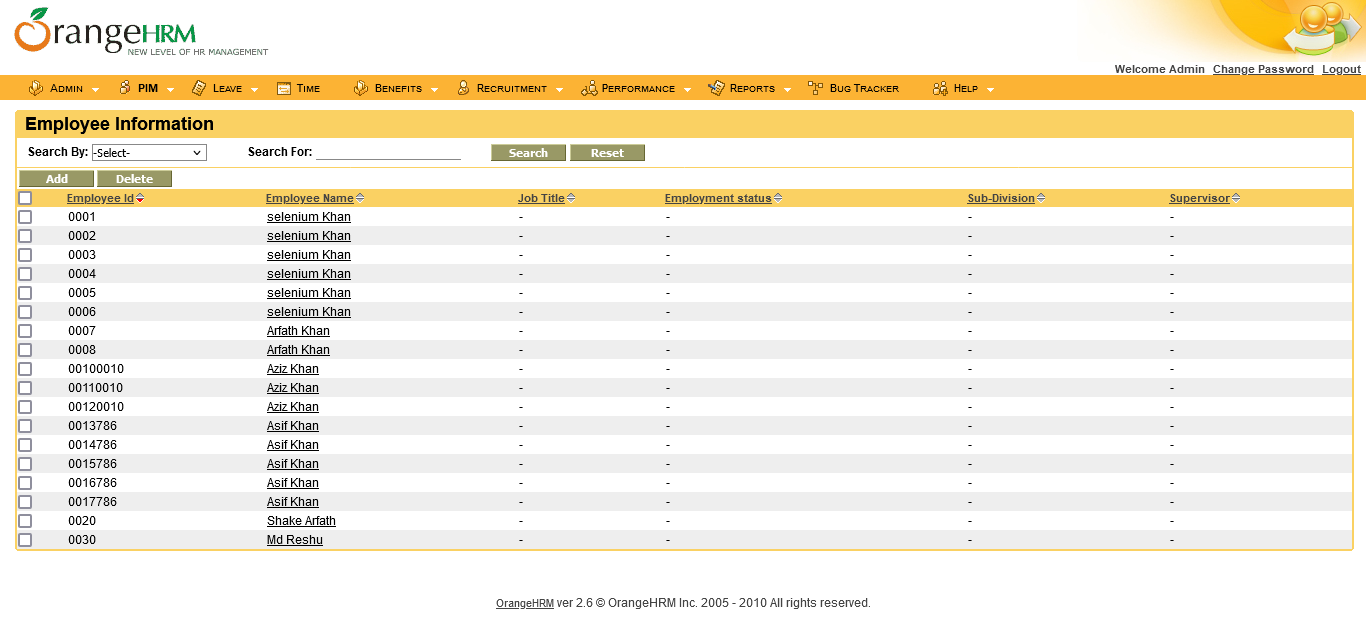 OrangeHRM
NEW LEVEL OF HR MANAGEMENT
Welcome Admin Change Password Logout
ADMIN PIM LEAVE TIME BENEFITS RECRUITMENT PERFORMANCE REPORTS BUG TRACKER HELP
Employee Information
Search By: -Select- Search For: Search Reset
Add Delete
Employee Id Employee Name Job Title Employment status Sub-Division Supervisor
0001 selenium Khan - - - -
0002 selenium Khan - - - -
0003 selenium Khan - - - -
0004 selenium Khan - - - -
0005 selenium Khan - - - -
0006 selenium Khan - - - -
0007 Arfath Khan - - - -
0008 Arfath Khan - - - -
00100010 Aziz Khan - - - -
00110010 Aziz Khan - - - -
00120010 Aziz Khan - - - -
0013786 Asif Khan - - - -
0014786 Asif Khan - - - -
0015786 Asif Khan - - - -
0016786 Asif Khan - - - -
0017786 Asif Khan - - - -
0020 Shake Arfath - - - -
0030 Md Reshu - - - -
OrangeHRM ver 2.6 © OrangeHRM Inc. 2005 - 2010 All rights reserved.